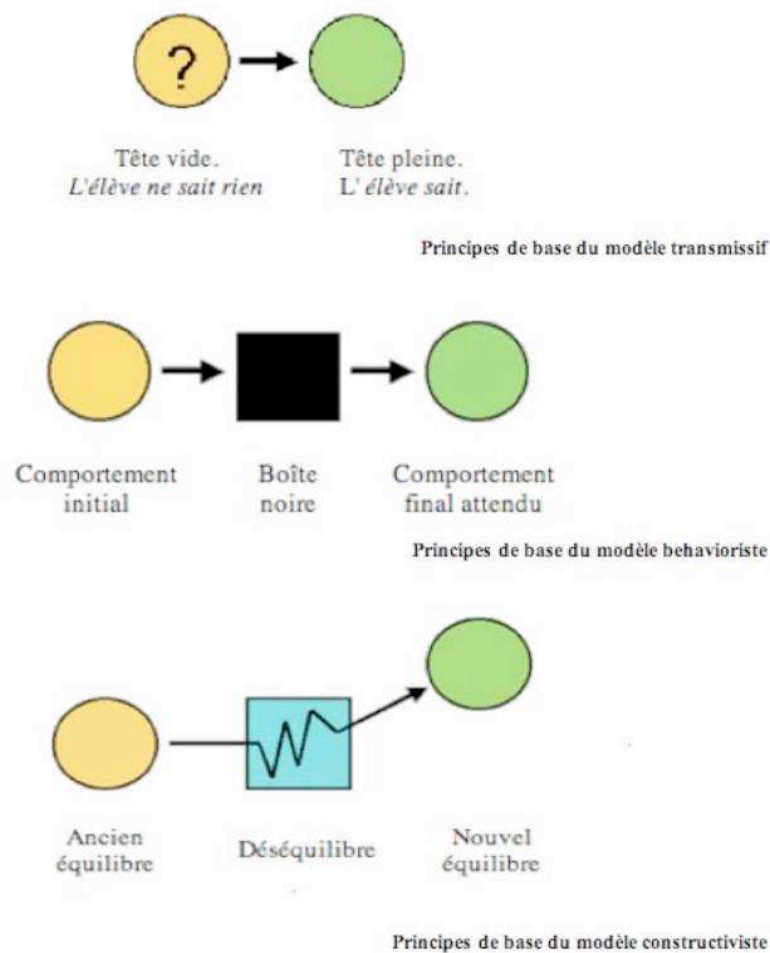 ?
Tête vide.
L'élève ne sait rien
Tête pleine.
L' élève sait.
Principes de base du modèle transmissif
Comportement
initial
Boîte
noire
Comportement
final attendu
Principes de base du modèle behavioriste
Ancien
équilibre
Déséquilibre
Nouvel
équilibre
Principes de base du modèle constructiviste